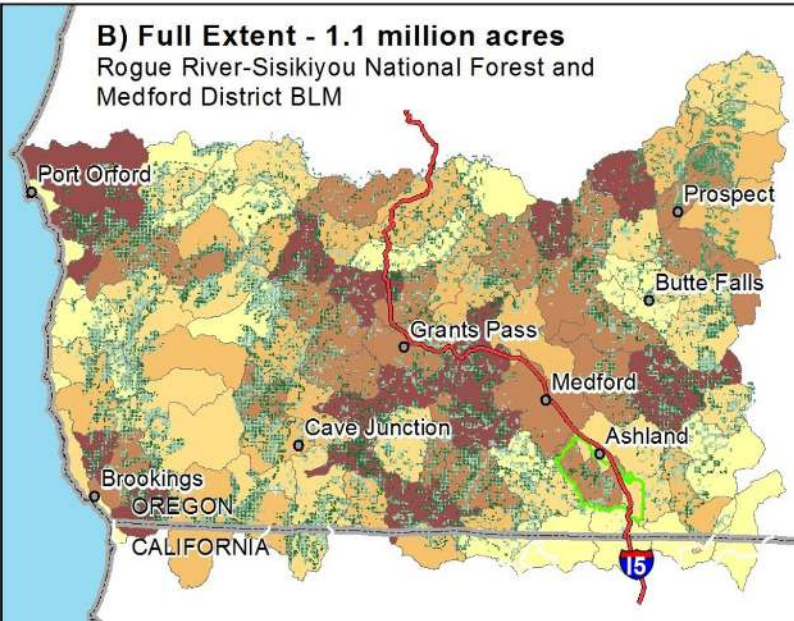 B) Full Extent - 1.1 million acres
Rogue River-Sisikiyou National Forest and
Medford District BLM
Port Orford
Prospect
Butte Falls
Grants Pass
Medford
Cave Junction
Ashland
Brookings
OREGON
CALIFORNIA
15